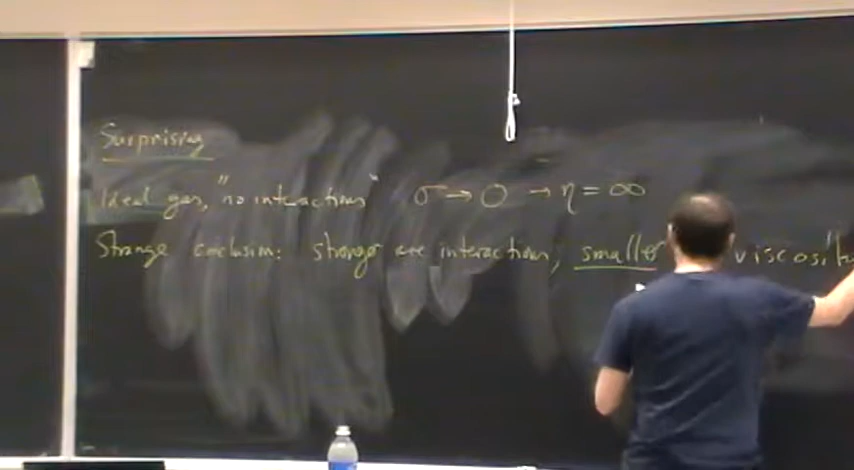 Surprising
Ideal gas, "no interactions" σ → 0 → η = ∞
Strange conclusion: stronger are interactions, smaller viscosity